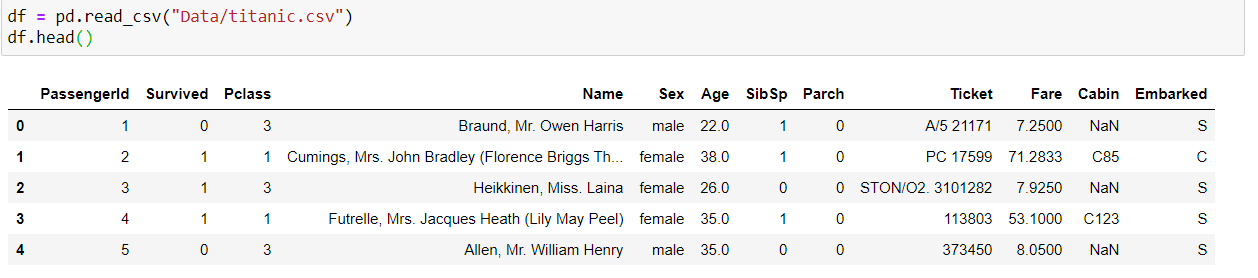 df = pd.read_csv("Data/titanic.csv")
df.head()
PassengerId Survived Pclass Name Sex Age SibSp Parch Ticket Fare Cabin Embarked
0 1 0 3 Braund, Mr. Owen Harris male 22.0 1 0 A/5 21171 7.2500 NaN S
1 2 1 1 Cumings, Mrs. John Bradley (Florence Briggs Th... female 38.0 1 0 PC 17599 71.2833 C85 C
2 3 1 3 Heikkinen, Miss. Laina female 26.0 0 0 STON/O2. 3101282 7.9250 NaN S
3 4 1 1 Futrelle, Mrs. Jacques Heath (Lily May Peel) female 35.0 1 0 113803 53.1000 C123 S
4 5 0 3 Allen, Mr. William Henry male 35.0 0 0 373450 8.0500 NaN S